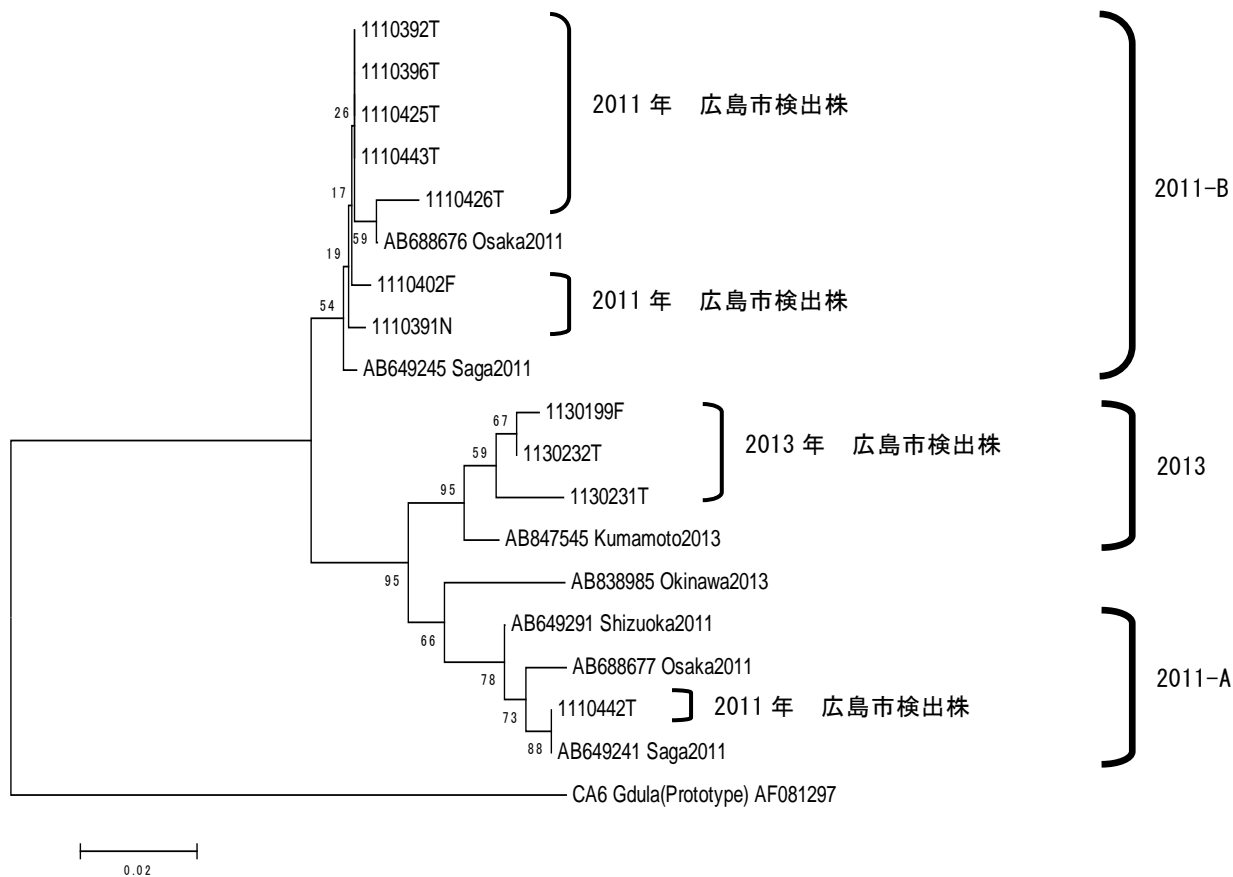 1110392T
1110396T
26
1110425T
2011 年　広島市検出株
1110443T
17
1110426T
2011-B
59
AB688676 Osaka2011
19
1110402F
2011 年　広島市検出株
54
1110391N
AB649245 Saga2011
1130199F
67
1130232T
2013 年　広島市検出株
59
2013
95
1130231T
AB847545 Kumamoto2013
95
AB838985 Okinawa2013
AB649291 Shizuoka2011
66
AB688677 Osaka2011
78
2011-A
1110442T
2011 年　広島市検出株
73
88
AB649241 Saga2011
CA6 Gdula(Prototype) AF081297
0.02